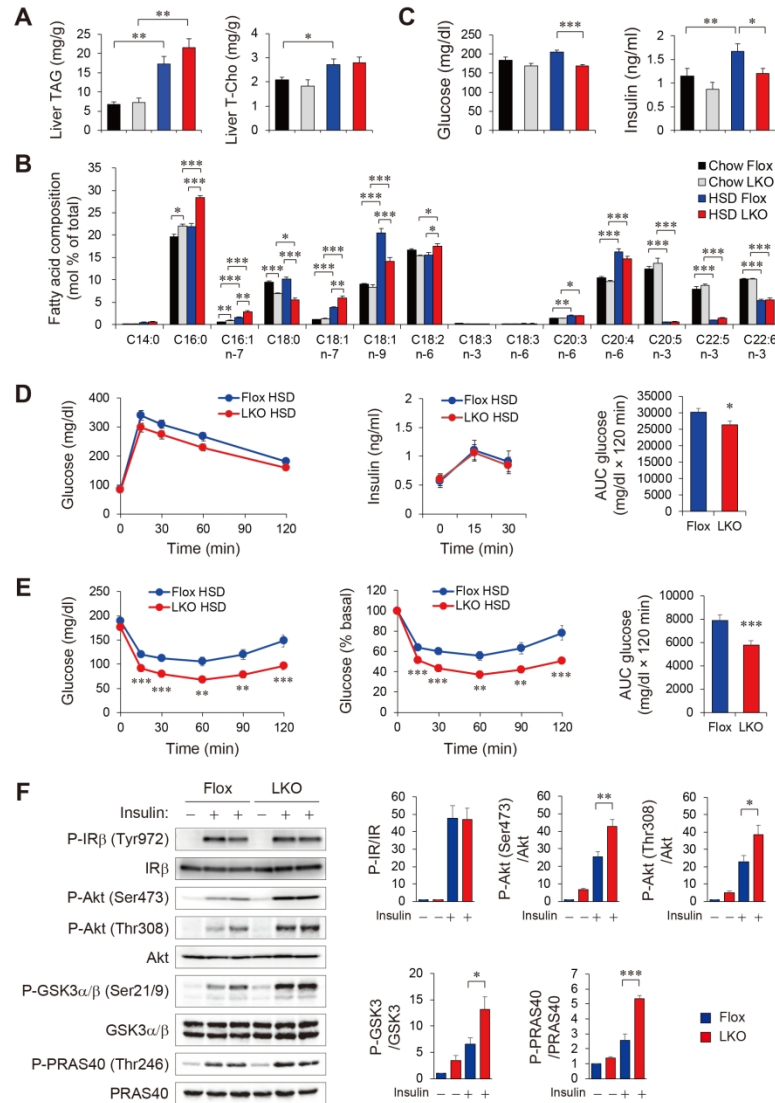 A
Liver TAG (mg/g)
25
20
15
10
5
0
**
**
Liver T-Cho (mg/g)
4
3
2
1
0
*
C
Glucose (mg/dl)
300
250
200
150
100
50
0
***
Insulin (ng/ml)
2
1.5
1
0.5
0
**
*
B
Fatty acid composition
(mol % of total)
35
30
25
20
15
10
5
0
Chow Flox
Chow LKO
HSD Flox
HSD LKO
C14:0
C16:0
C16:1 n-7
C18:0
C18:1 n-7
C18:1 n-9
C18:2 n-6
C18:3 n-3
C18:3 n-6
C20:3 n-6
C20:4 n-6
C20:5 n-3
C22:5 n-3
C22:6 n-3
D
Glucose (mg/dl)
400
300
200
100
0
Flox HSD
LKO HSD
0 30 60 90 120
Time (min)
Insulin (ng/ml)
2
1.5
1
0.5
0
Flox HSD
LKO HSD
0 15 30
Time (min)
AUC glucose
(mg/dl × 120 min)
35000
30000
25000
20000
15000
10000
5000
0
*
Flox LKO
E
Glucose (mg/dl)
250
200
150
100
50
0
Flox HSD
LKO HSD
*** *** ** ** ***
0 30 60 90 120
Time (min)
Glucose (% basal)
120
100
80
60
40
20
0
Flox HSD
LKO HSD
*** *** ** ** ***
0 30 60 90 120
Time (min)
AUC glucose
(mg/dl × 120 min)
10000
8000
6000
4000
2000
0
***
Flox LKO
F
Flox LKO
Insulin: − + + − + +
P-IRβ (Tyr972)
IRβ
P-Akt (Ser473)
P-Akt (Thr308)
Akt
P-GSK3α/β (Ser21/9)
GSK3α/β
P-PRAS40 (Thr246)
PRAS40
P-IR/IR
60
50
40
30
20
10
0
Insulin − − + +
P-Akt (Ser473)
/Akt
60
50
40
30
20
10
0
**
− − + +
P-Akt (Thr308)
/Akt
60
50
40
30
20
10
0
*
− − + +
P-GSK3
/GSK3
20
15
10
5
0
*
Insulin − − + +
P-PRAS40
/PRAS40
6
5
4
3
2
1
0
***
− − + +
Flox
LKO